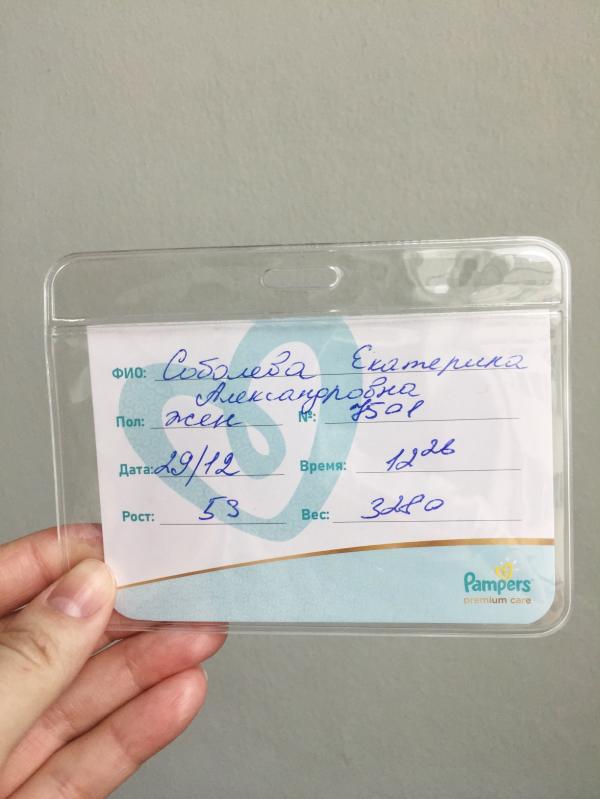 ФИО: Соболева Екатерина
Александровна
Пол: жен №: 7501
Дата: 29/12 Время: 12 26
Рост: 53 Вес: 3280
Pampers
premium care